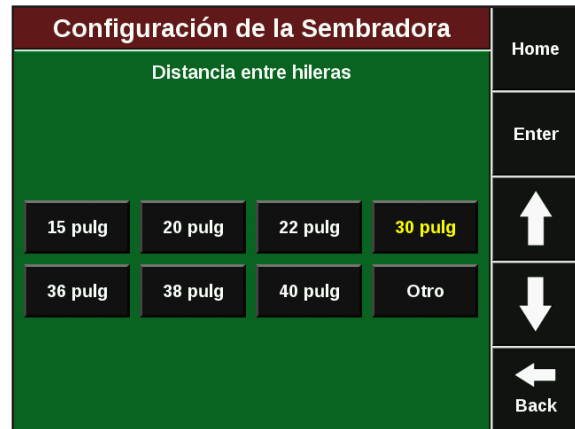 Configuración de la Sembradora
Distancia entre hileras
15 pulg
20 pulg
22 pulg
30 pulg
36 pulg
38 pulg
40 pulg
Otro
Home
Enter
Back